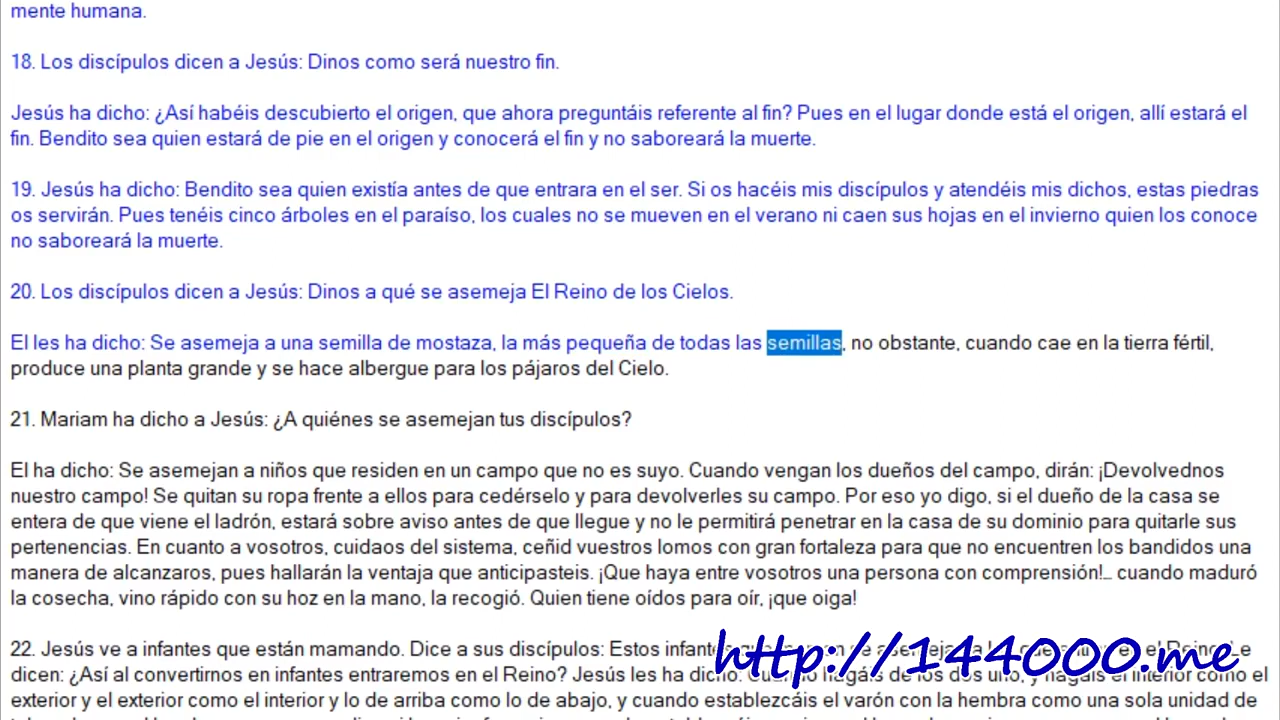 mente humana.
18. Los discípulos dicen a Jesús: Dinos como será nuestro fin.
Jesús ha dicho: ¿Así habéis descubierto el origen, que ahora preguntáis referente al fin? Pues en el lugar donde está el origen, allí estará el
fin. Bendito sea quien estará de pie en el origen y conocerá el fin y no saboreará la muerte.
19. Jesús ha dicho: Bendito sea quien existía antes de que entrara en el ser. Si os hacéis mis discípulos y atendéis mis dichos, estas piedras
os servirán. Pues tenéis cinco árboles en el paraíso, los cuales no se mueven en el verano ni caen sus hojas en el invierno quien los conoce
no saboreará la muerte.
20. Los discípulos dicen a Jesús: Dinos a qué se asemeja El Reino de los Cielos.
El les ha dicho: Se asemeja a una semilla de mostaza, la más pequeña de todas las semillas, no obstante, cuando cae en la tierra fértil,
produce una planta grande y se hace albergue para los pájaros del Cielo.
21. Mariam ha dicho a Jesús: ¿A quiénes se asemejan tus discípulos?
El ha dicho: Se asemejan a niños que residen en un campo que no es suyo. Cuando vengan los dueños del campo, dirán: ¡Devolvednos
nuestro campo! Se quitan su ropa frente a ellos para cedérselo y para devolverles su campo. Por eso yo digo, si el dueño de la casa se
entera de que viene el ladrón, estará sobre aviso antes de que llegue y no le permitirá penetrar en la casa de su dominio para quitarle sus
pertenencias. En cuanto a vosotros, cuidaos del sistema, ceñid vuestros lomos con gran fortaleza para que no encuentren los bandidos una
manera de alcanzaros, pues hallarán la ventaja que anticipasteis. ¡Que haya entre vosotros una persona con comprensión!... cuando maduró
la cosecha, vino rápido con su hoz en la mano, la recogió. Quien tiene oídos para oír, ¡que oiga!
22. Jesús ve a infantes que están mamando. Dice a sus discípulos: Estos el Reino. Le
dicen: ¿Así al convertirnos en infantes entraremos en el Reino? Jesús les ha dicho: hagáis de los dos uno, y hagáis el interior como el
exterior y el exterior como el interior y lo de arriba como lo de abajo, y cuando establezcáis el varón con la hembra como una sola unidad de
http://144000.me